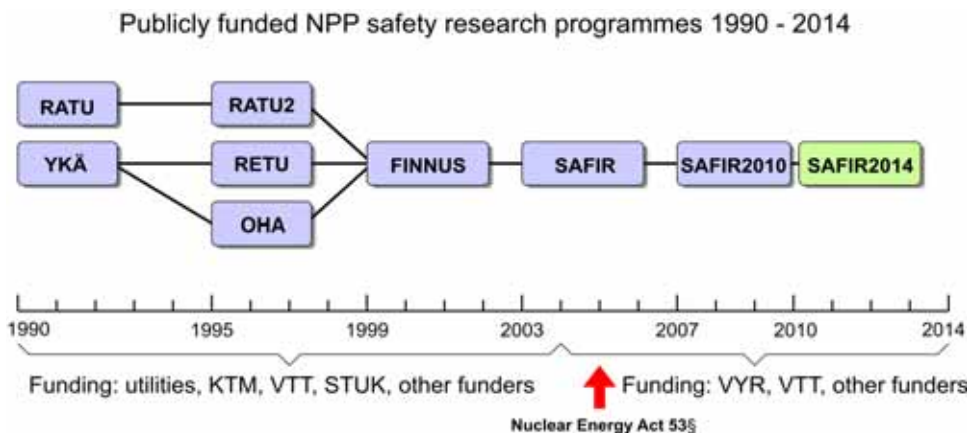 Publicly funded NPP safety research programmes 1990 - 2014
RATU
RATU2
YKÄ
RETU
FINNUS
SAFIR
SAFIR2010
SAFIR2014
OHA
1990
1995
1999
2003
2007
2010
2014
Funding: utilities, KTM, VTT, STUK, other funders
Funding: VYR, VTT, other funders
Nuclear Energy Act 53§